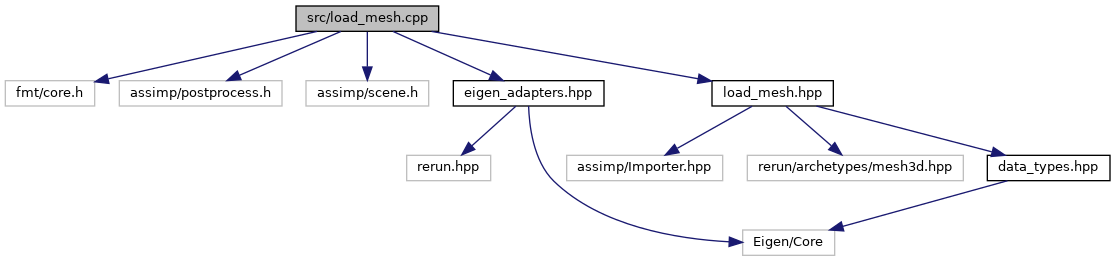 src/load_mesh.cpp
fmt/core.h
assimp/postprocess.h
assimp/scene.h
eigen_adapters.hpp
load_mesh.hpp
rerun.hpp
assimp/Importer.hpp
rerun/archetypes/mesh3d.hpp
data_types.hpp
Eigen/Core